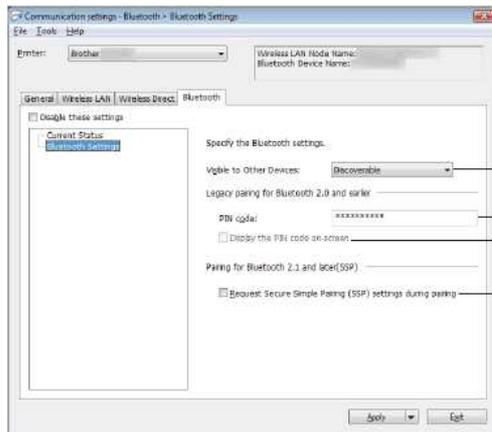 Communication settings - Bluetooth > Bluetooth Settings
File Tools Help
Printer: Brother
Wireless LAN Node Name:
Bluetooth Device Name:
General Wireless LAN Wireless Direct Bluetooth
Disable these settings
Current Status
Bluetooth Settings
Specify the Bluetooth settings.
Visible to Other Devices: Discoverable
Legacy pairing for Bluetooth 2.0 and earlier
PIN code: **********
Display the PIN code on-screen
Pairing for Bluetooth 2.1 and later(SSP)
Request Secure Simple Pairing (SSP) settings during pairing
Apply Exit